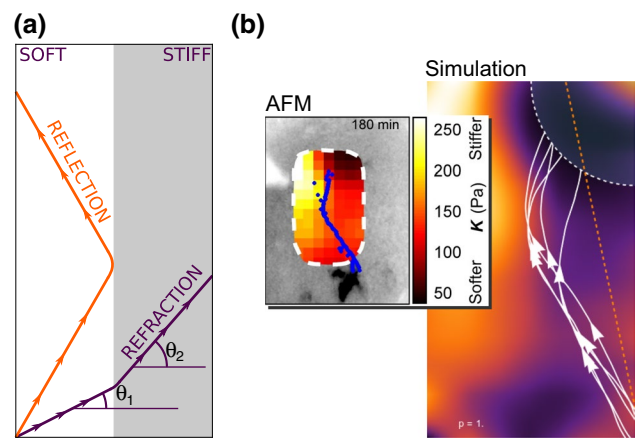 (a)
SOFT
STIFF
REFLECTION
REFRACTION
θ1
θ2
(b)
AFM
180 min
250
200
150
100
50
Stiffer
K (Pa)
Softer
Simulation
p = 1.